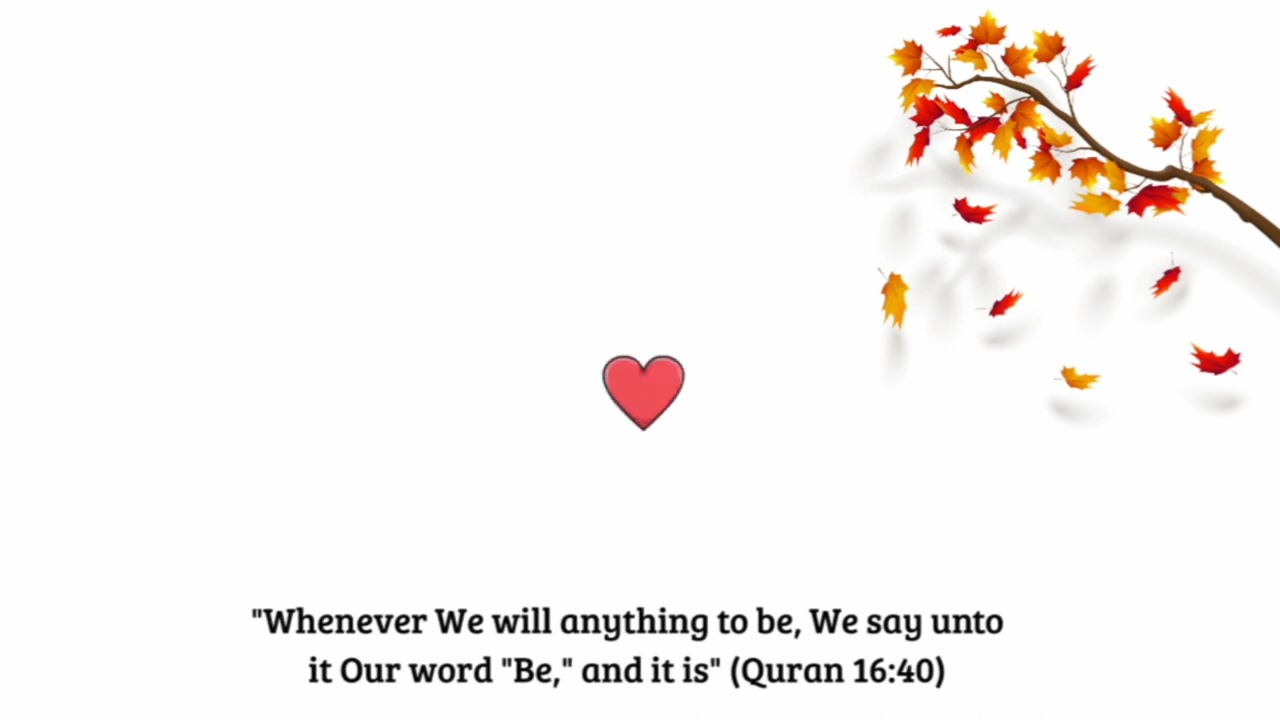 "Whenever We will anything to be, We say unto
it Our word "Be," and it is" (Quran 16:40)